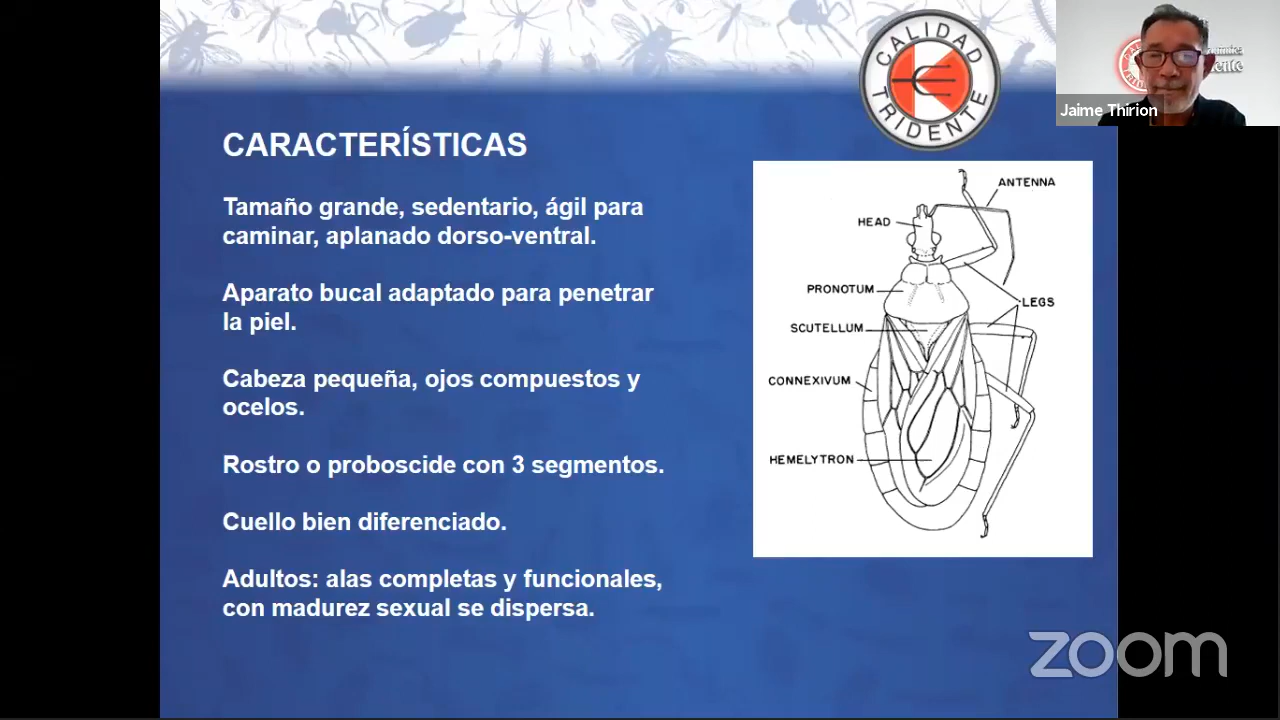 CALIDAD
TRIDENTE
Jaime Thirion
CARACTERÍSTICAS
Tamaño grande, sedentario, ágil para
caminar, aplanado dorso-ventral.
Aparato bucal adaptado para penetrar
la piel.
Cabeza pequeña, ojos compuestos y
ocelos.
Rostro o proboscide con 3 segmentos.
Cuello bien diferenciado.
Adultos: alas completas y funcionales,
con madurez sexual se dispersa.
ANTENNA
HEAD
PRONOTUM
LEGS
SCUTELLUM
CONNEXIVUM
HEMELYTRON
zoom